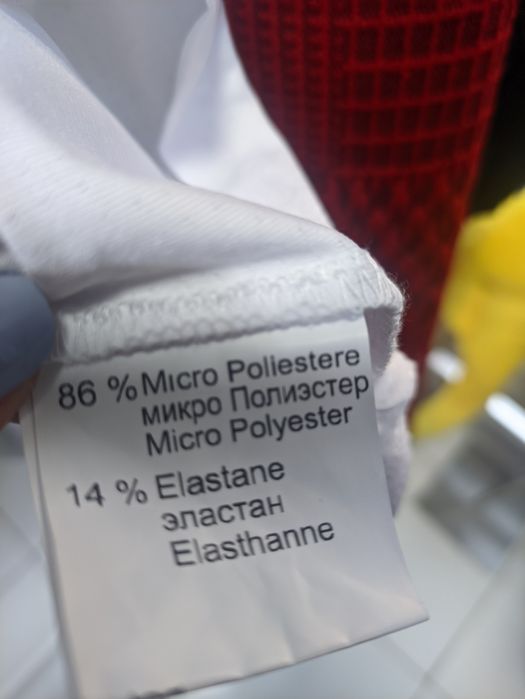 86 % Micro Poliestere
микро Полиэстер
Micro Polyester
14 % Elastane
эластан
Elasthanne